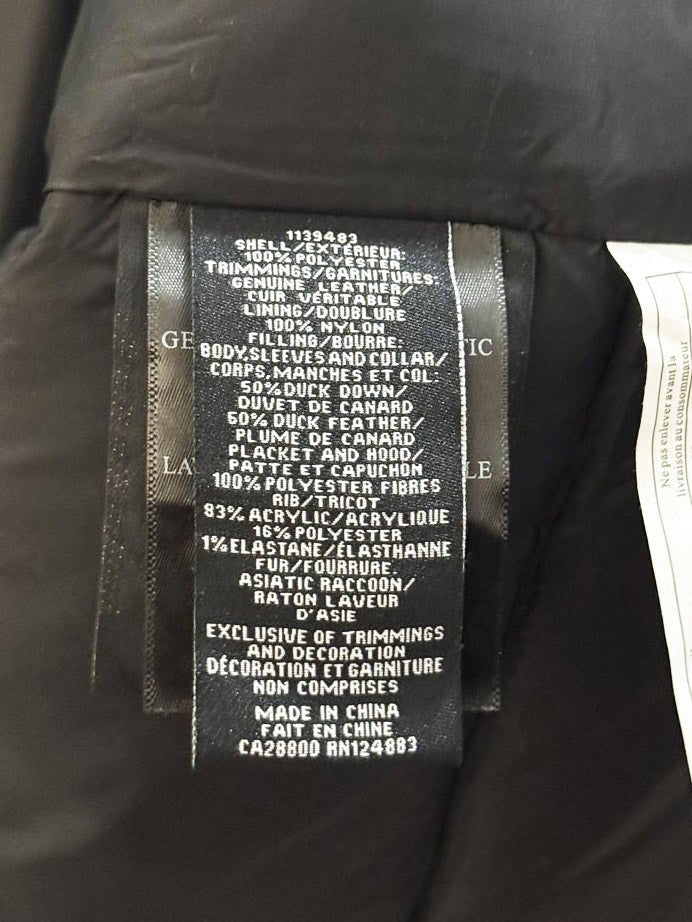 1139483
SHELL/EXTÉRIEUR:
100% POLYESTER
TRIMMINGS/GARNITURES:
GENUINE LEATHER/
CUIR VÉRITABLE
LINING/DOUBLURE
100% NYLON
FILLING/BOURRE:
BODY,SLEEVES AND COLLAR/
CORPS, MANCHES ET COL:
50% DUCK DOWN/
DUVET DE CANARD
50% DUCK FEATHER/
PLUME DE CANARD
PLACKET AND HOOD/
PATTE ET CAPUCHON
100% POLYESTER FIBRES
RIB/TRICOT
83% ACRYLIC/ACRYLIQUE
16% POLYESTER
1% ELASTANE/ÉLASTHANNE
FUR/FOURRURE:
ASIATIC RACCOON/
RATON LAVEUR
D'ASIE
EXCLUSIVE OF TRIMMINGS
AND DECORATION
DÉCORATION ET GARNITURE
NON COMPRISES
MADE IN CHINA
FAIT EN CHINE
CA28800 RN124883
Ne pas enlever avant la
livraison au consommateur